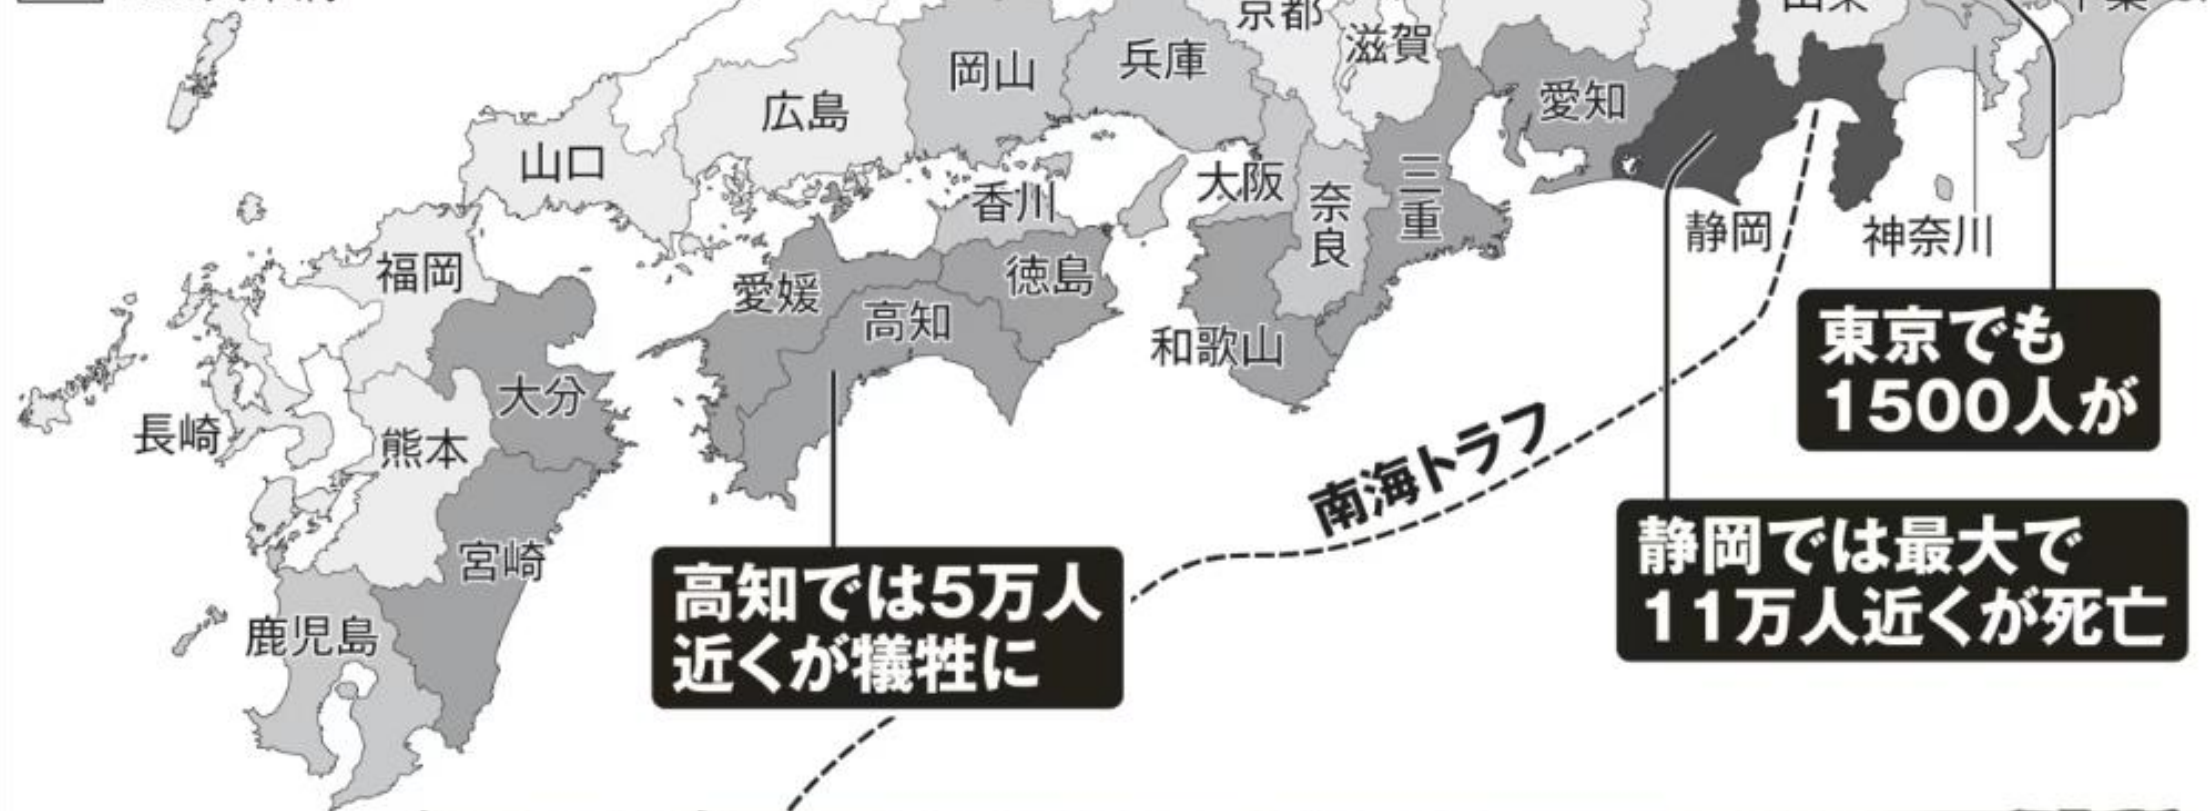 京都
滋賀
兵庫
岡山
広島
山口
愛知
大阪
奈良
三重
香川
静岡
神奈川
福岡
愛媛
徳島
高知
和歌山
大分
長崎
熊本
宮崎
鹿児島
南海トラフ
東京でも
1500人が
静岡では最大で
11万人近くが死亡
高知では5万人
近くが犠牲に